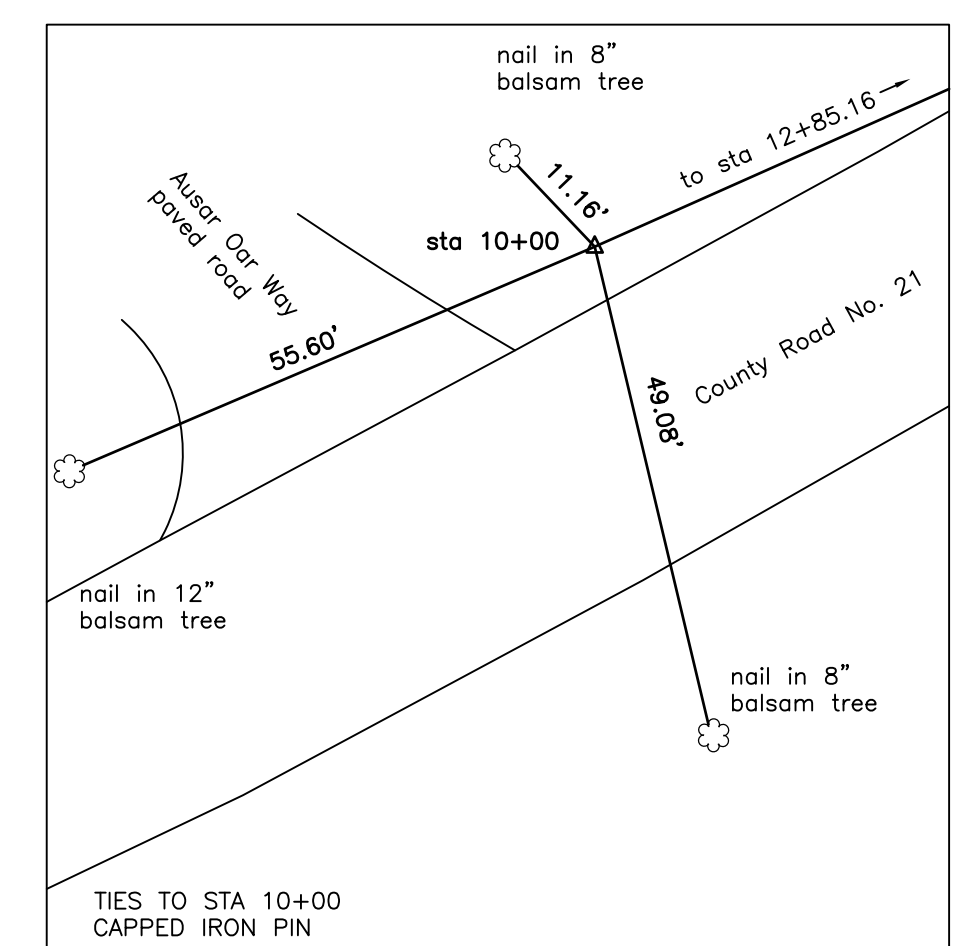 nail in 8"
balsam tree
to sta 12+85.16
11.16'
Ausar Oar Way
paved road
sta 10+00
55.60'
County Road No. 21
49.08'
nail in 12"
balsam tree
nail in 8"
balsam tree
TIES TO STA 10+00
CAPPED IRON PIN